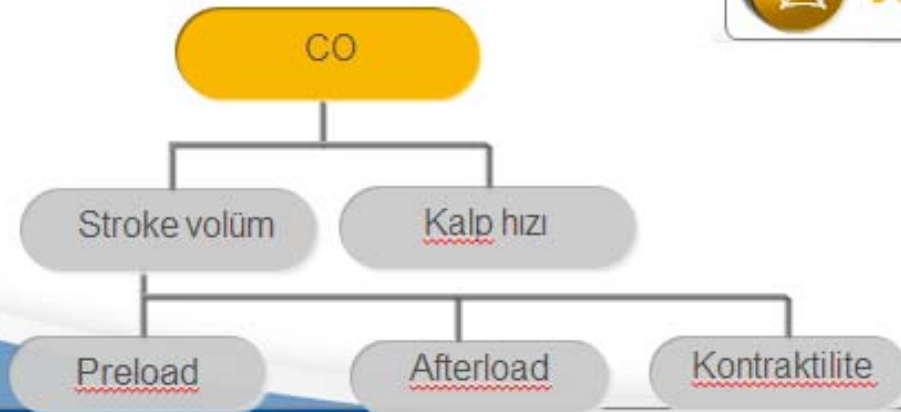 CO
Stroke volüm
Kalp hızı
Preload
Afterload
Kontraktilite